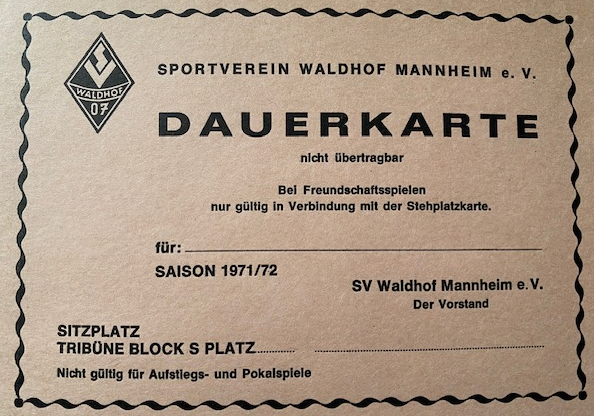 SV
WALDHOF
07
SPORTVEREIN WALDHOF MANNHEIM e. V.
DAUERKARTE
nicht übertragbar
Bei Freundschaftsspielen
nur gültig in Verbindung mit der Stehplatzkarte.
für:
SAISON 1971/72
SV Waldhof Mannheim e. V.
Der Vorstand
SITZPLATZ
TRIBÜNE BLOCK S PLATZ
Nicht gültig für Aufstiegs- und Pokalspiele